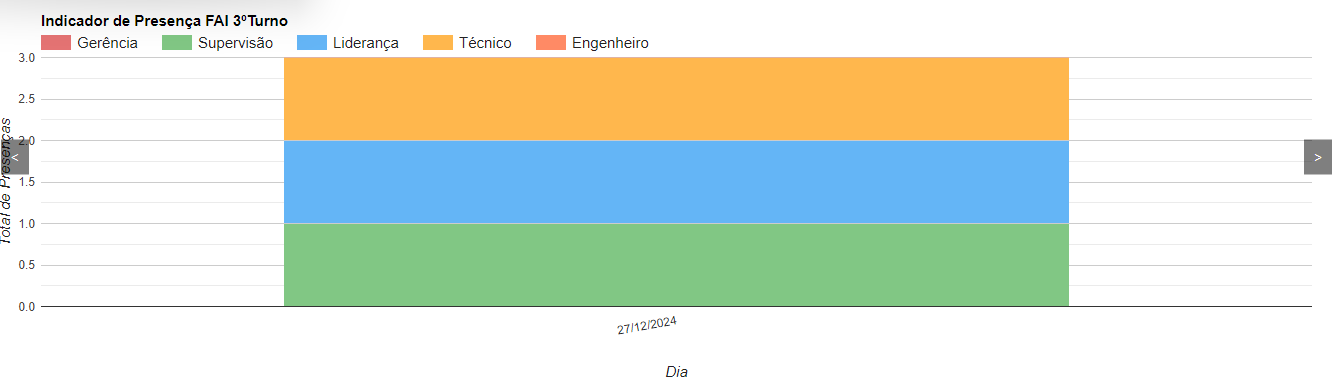 Indicador de Presença FAI 3ºTurno
Gerência Supervisão Liderança Técnico Engenheiro
3.0
2.5
2.0
1.5
1.0
0.5
0.0
Total de Presenças
<
>
27/12/2024
Dia